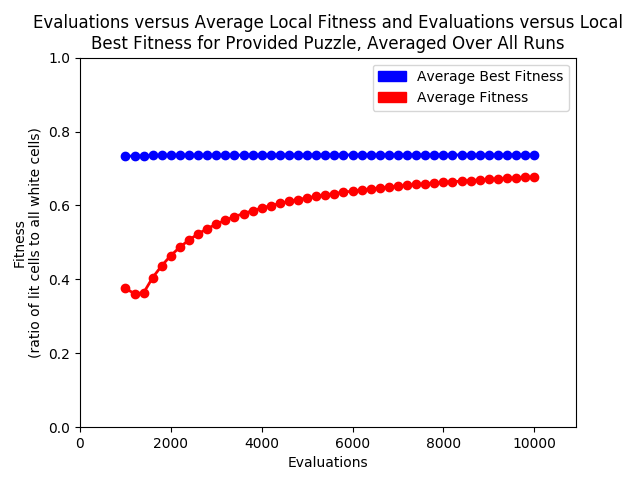 Evaluations versus Average Local Fitness and Evaluations versus Local
Best Fitness for Provided Puzzle, Averaged Over All Runs
1.0
Average Best Fitness
Average Fitness
0.8
0.6
0.4
0.2
0.0
Fitness
(ratio of lit cells to all white cells)
0
2000
4000
6000
8000
10000
Evaluations